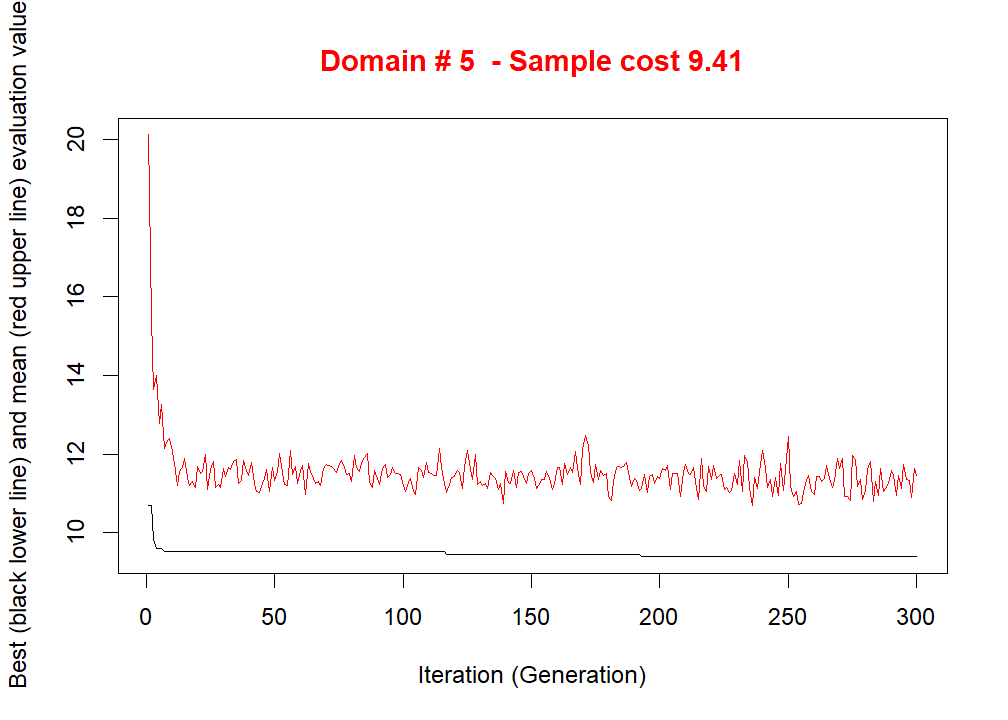 Domain # 5  - Sample cost 9.41
Best (black lower line) and mean (red upper line) evaluation value
20
18
16
14
12
10
0 50 100 150 200 250 300
Iteration (Generation)